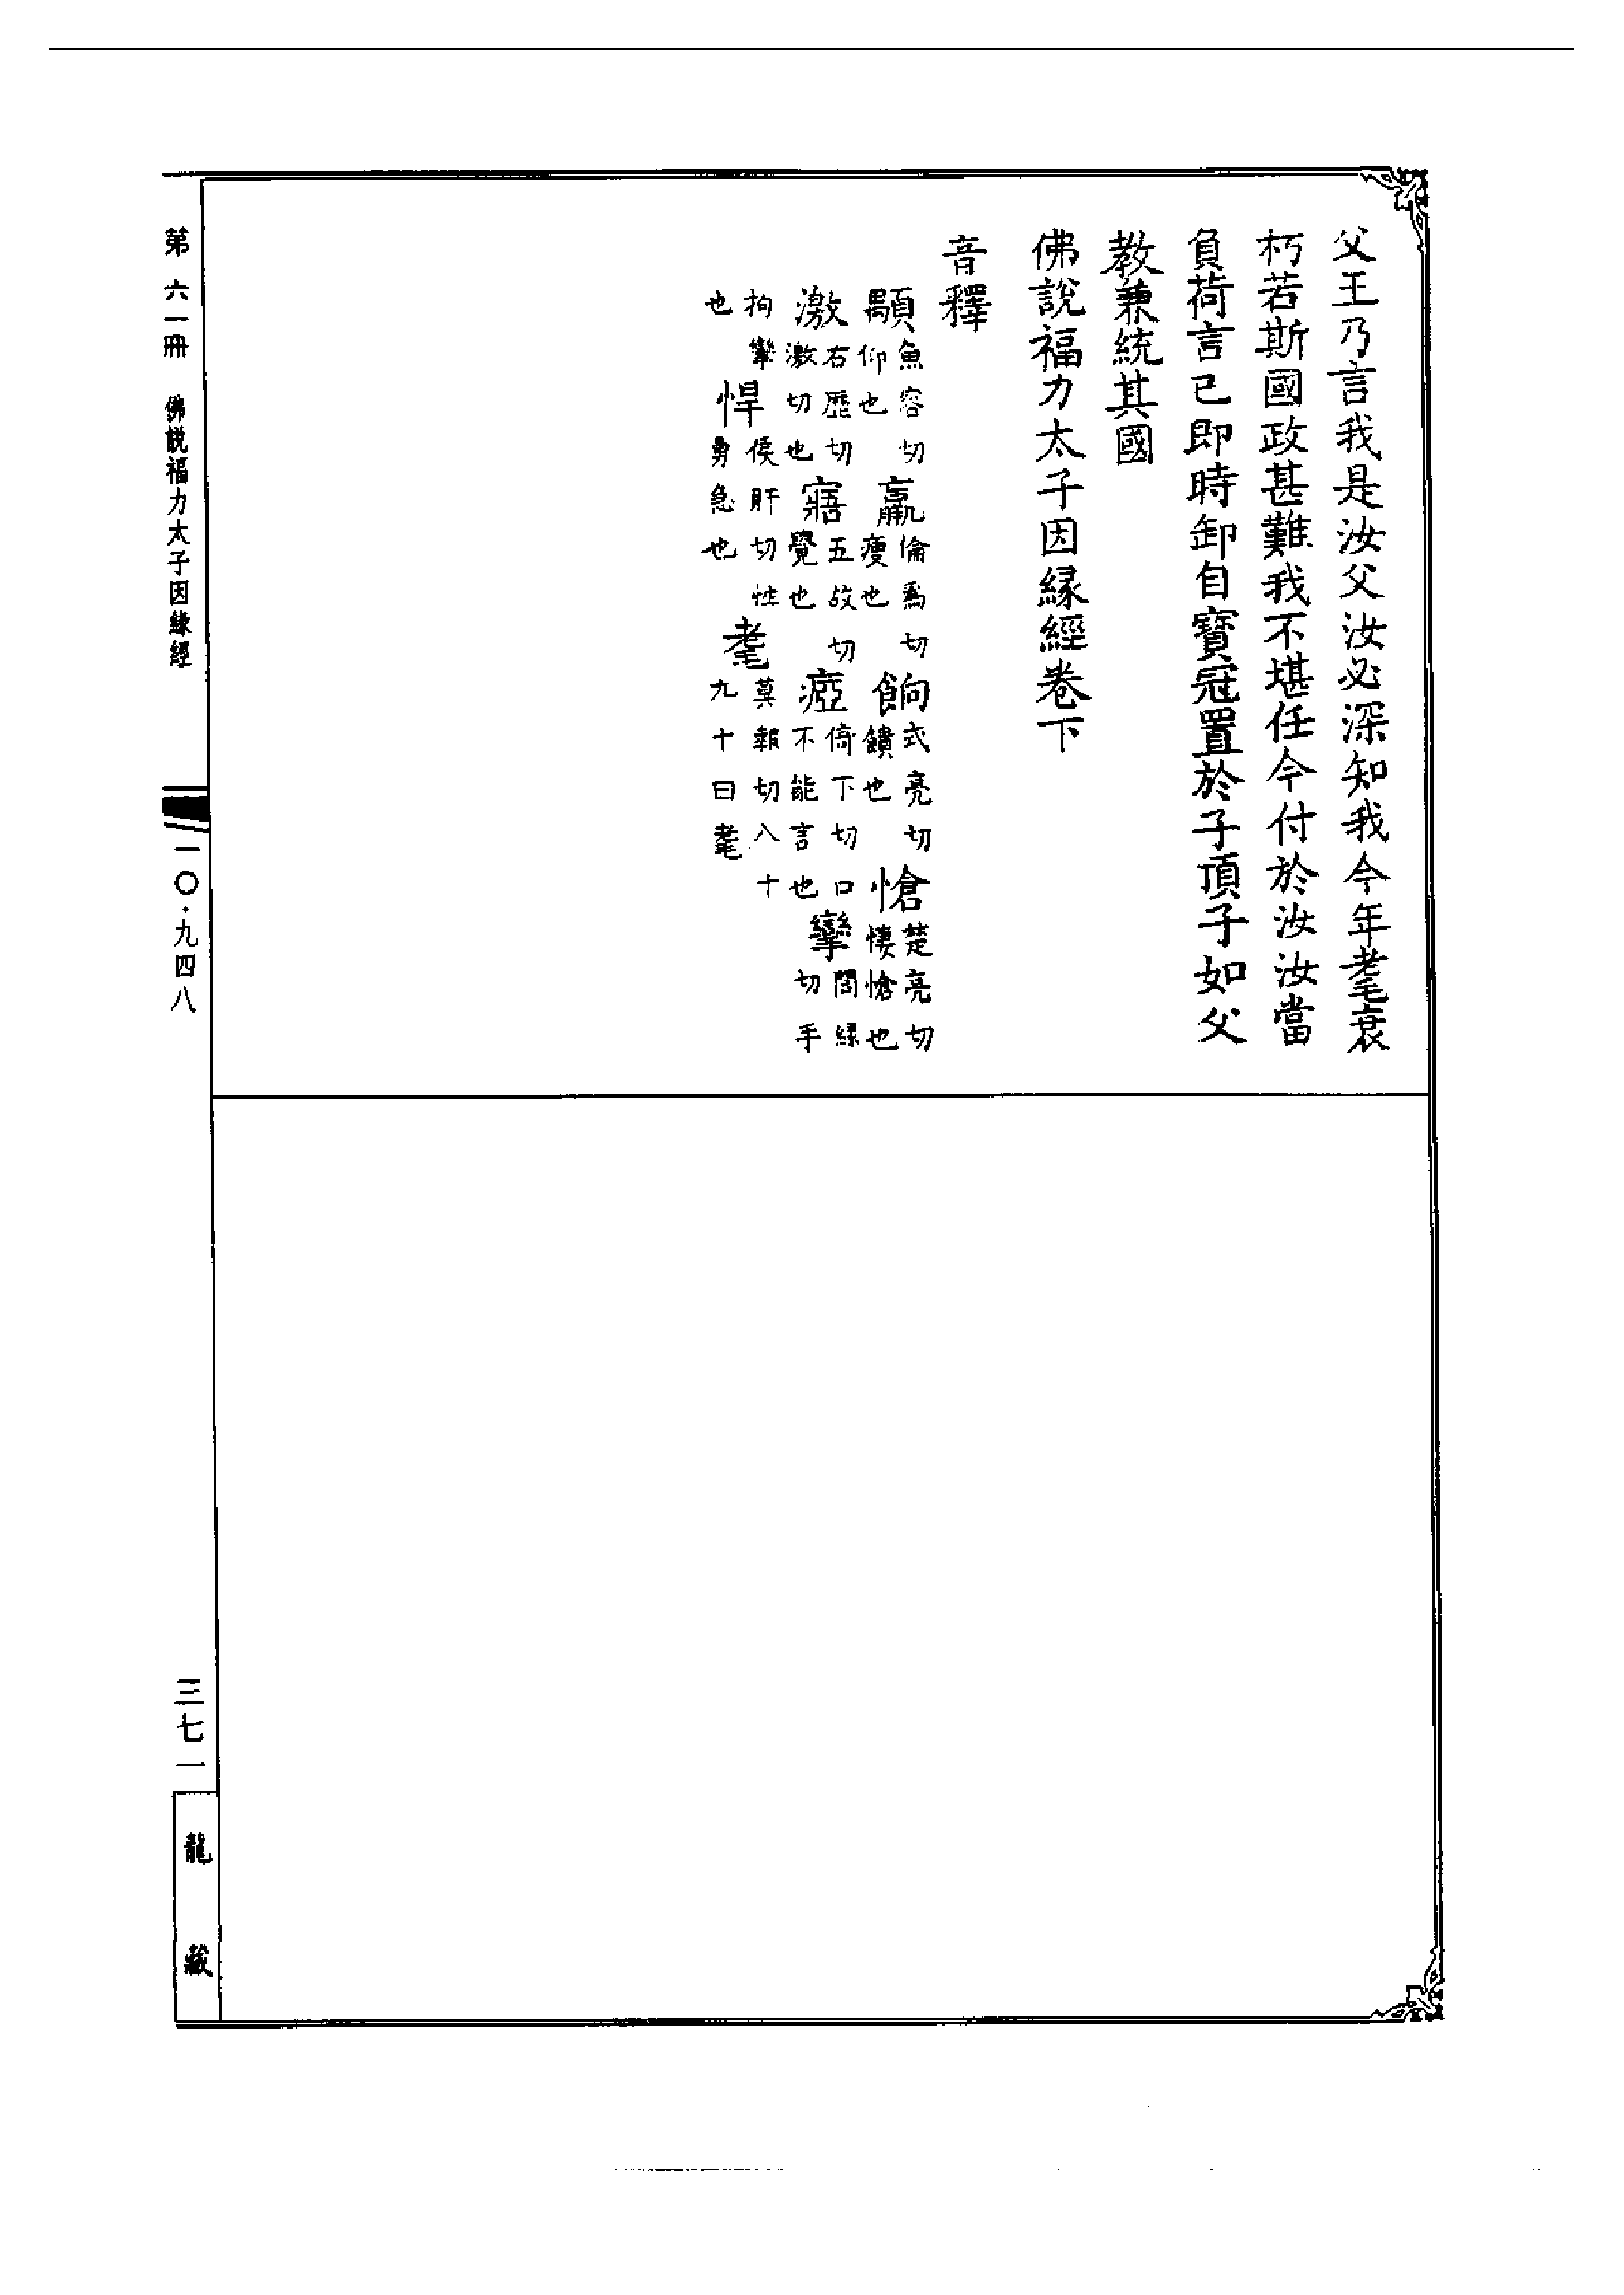 父王乃言我是汝父汝必深知我今年耄衰
朽若斯國政甚難我不堪任今付於汝汝當
負荷言已即時卸自寶冠置於子頂子如父
教兼統其國
佛說福力太子因緣經卷下
音釋
顒魚容切仰也羸倫爲切瘦也餉式亮切饋也愴楚亮切悽愴也
激古歷切激切也寤五故切覺也瘂倚下切口不能言也攣閭緣切手
拘攣也悍侯旰切性勇急也耄莫報切八十九十曰耄
第六一冊 佛說福力太子因緣經
一〇·九四八
三七一
龍藏